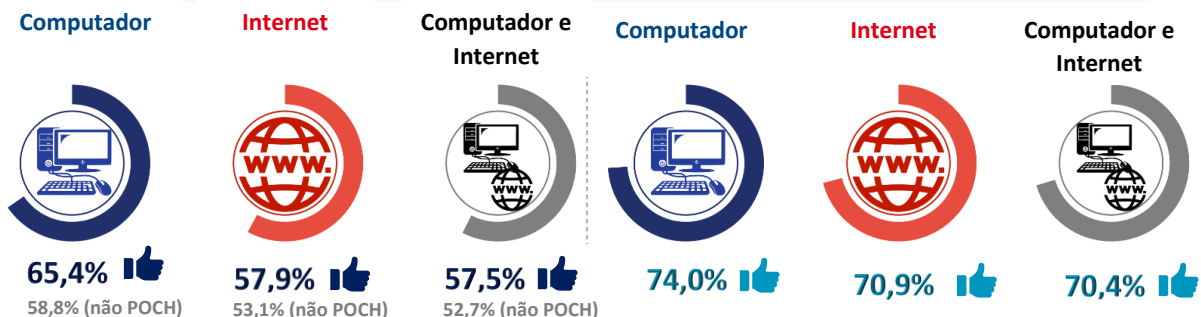 Computador
Internet
Computador e
Internet
Computador
Internet
Computador e
Internet
www.
www.
www.
www.
65,4%
57,9%
57,5%
74,0%
70,9%
70,4%
58,8% (não POCH)
53,1% (não POCH)
52,7% (não POCH)